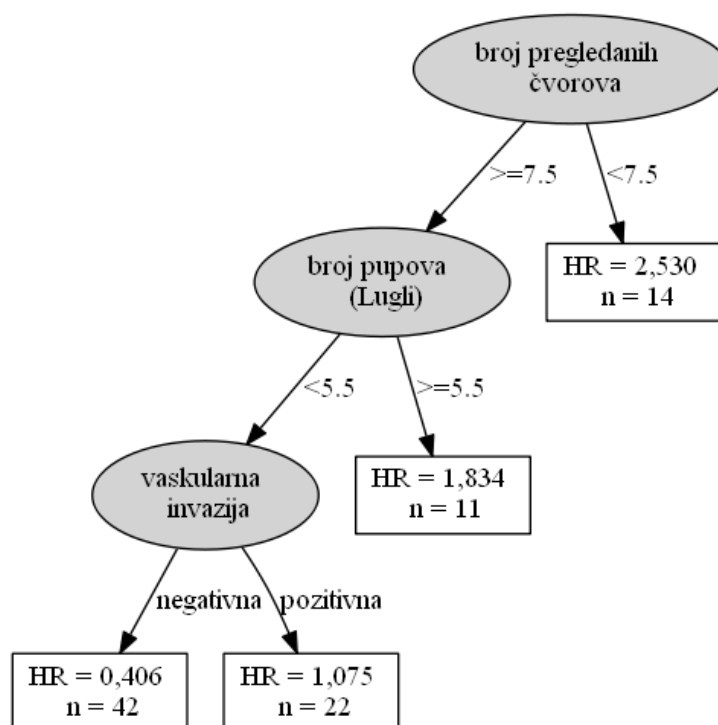 broj pregledanih
čvorova
>=7.5
<7.5
broj pupova
(Lugli)
HR = 2,530
n = 14
<5.5
>=5.5
vaskularna
invazija
HR = 1,834
n = 11
negativna
pozitivna
HR = 0,406
n = 42
HR = 1,075
n = 22